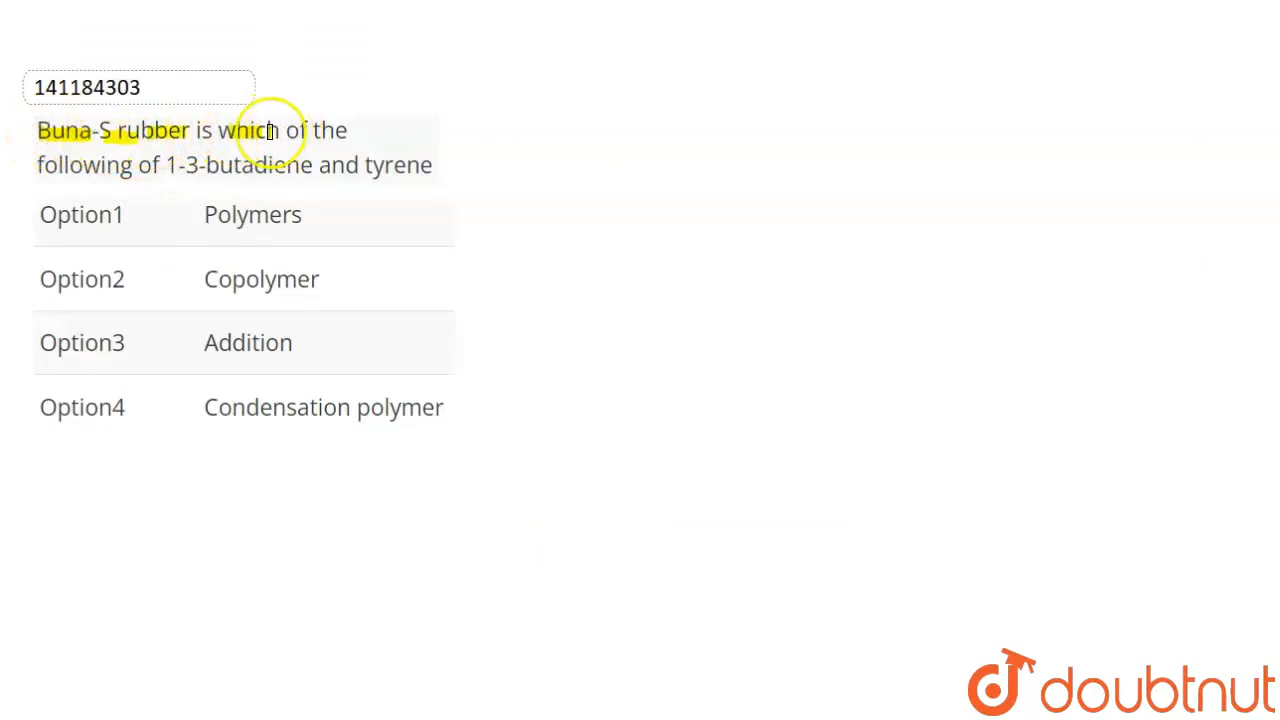 141184303
Buna-S rubber is which of the
following of 1-3-butadiene and tyrene
Option1 Polymers
Option2 Copolymer
Option3 Addition
Option4 Condensation polymer
doubtnut